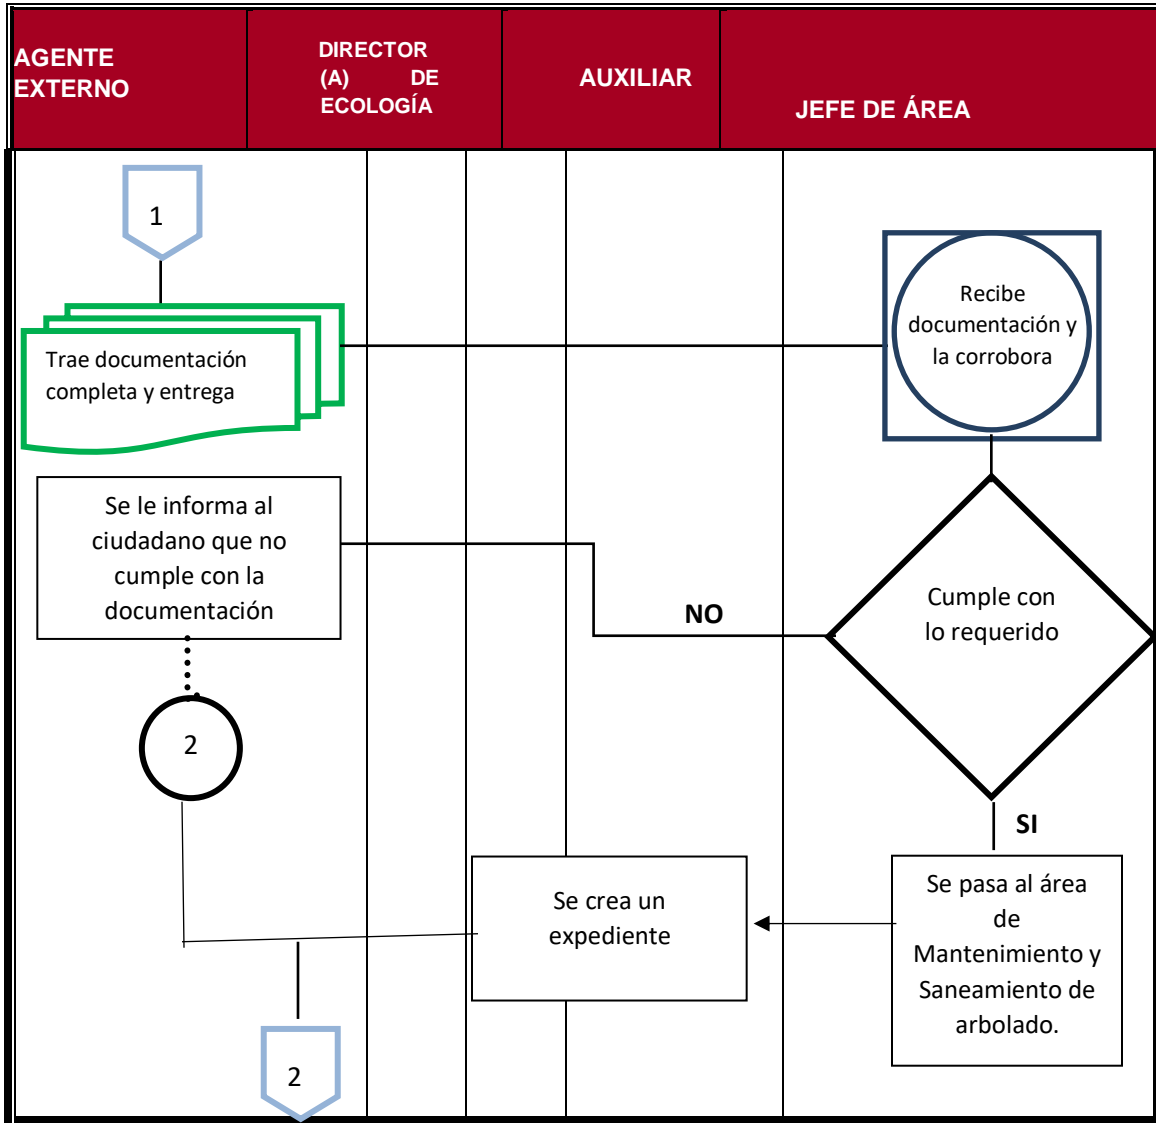 AGENTE
EXTERNO
DIRECTOR
(A) DE
ECOLOGÍA
AUXILIAR
JEFE DE ÁREA
1
Trae documentación
completa y entrega
Recibe
documentación y
la corrobora
Se le informa al
ciudadano que no
cumple con la
documentación
NO
Cumple con
lo requerido
2
SI
Se crea un
expediente
Se pasa al área
de
Mantenimiento y
Saneamiento de
arbolado.
2